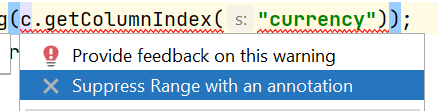 g(c.getColumnIndex( s: "currency"));
Provide feedback on this warning
Suppress Range with an annotation